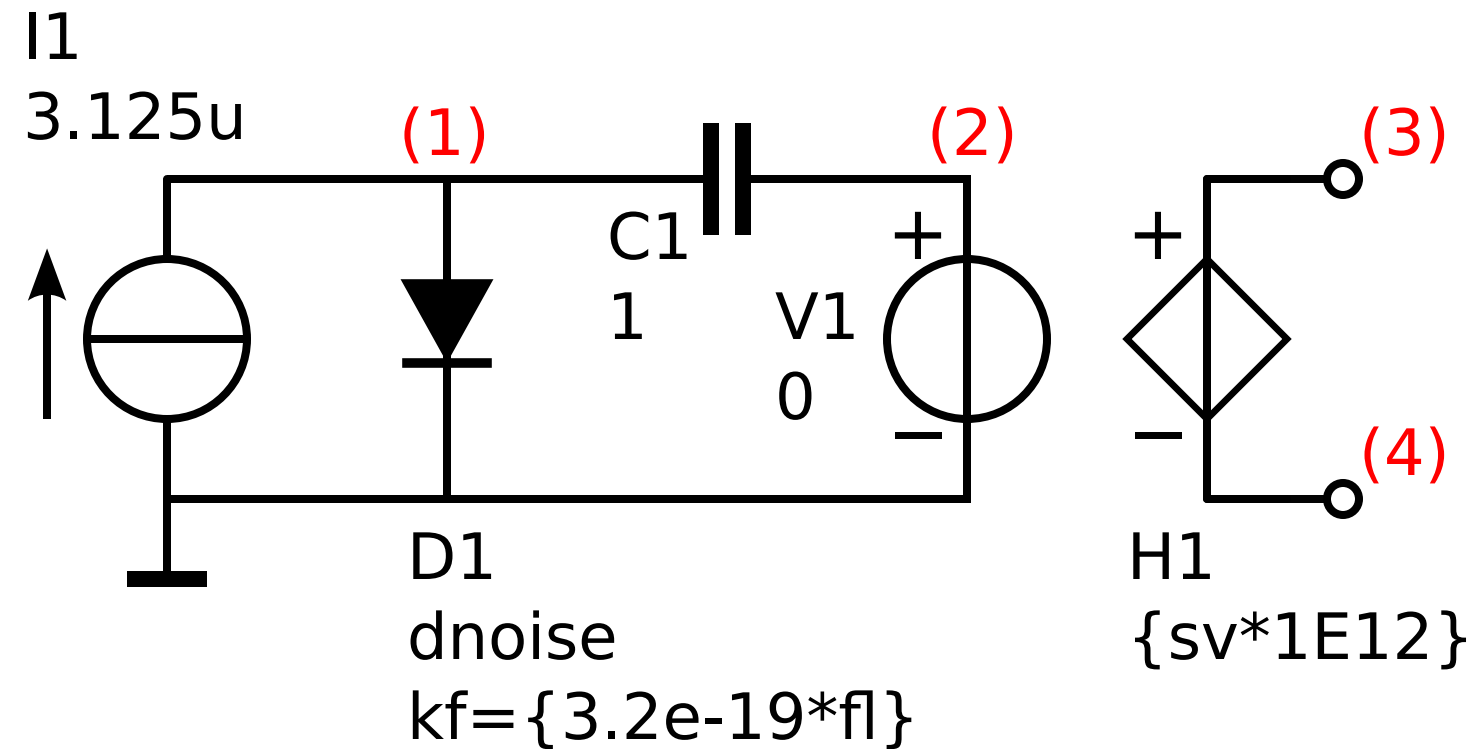 I1
3.125u
(1)
(2)
(3)
C1
1
+
V1
0
−
+
−
(4)
D1
dnoise
kf={3.2e-19*fl}
H1
{sv*1E12}